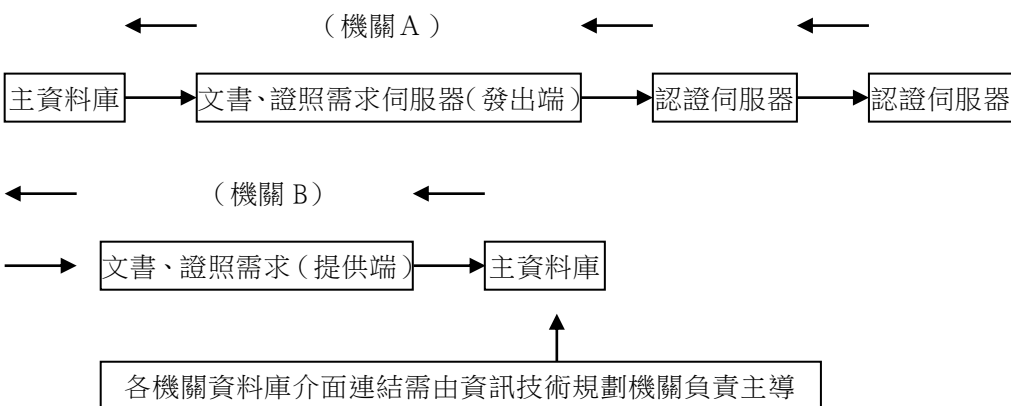 （機關A）
主資料庫 文書、證照需求伺服器（發出端） 認證伺服器 認證伺服器
（機關 B）
文書、證照需求（提供端） 主資料庫
各機關資料庫介面連結需由資訊技術規劃機關負責主導